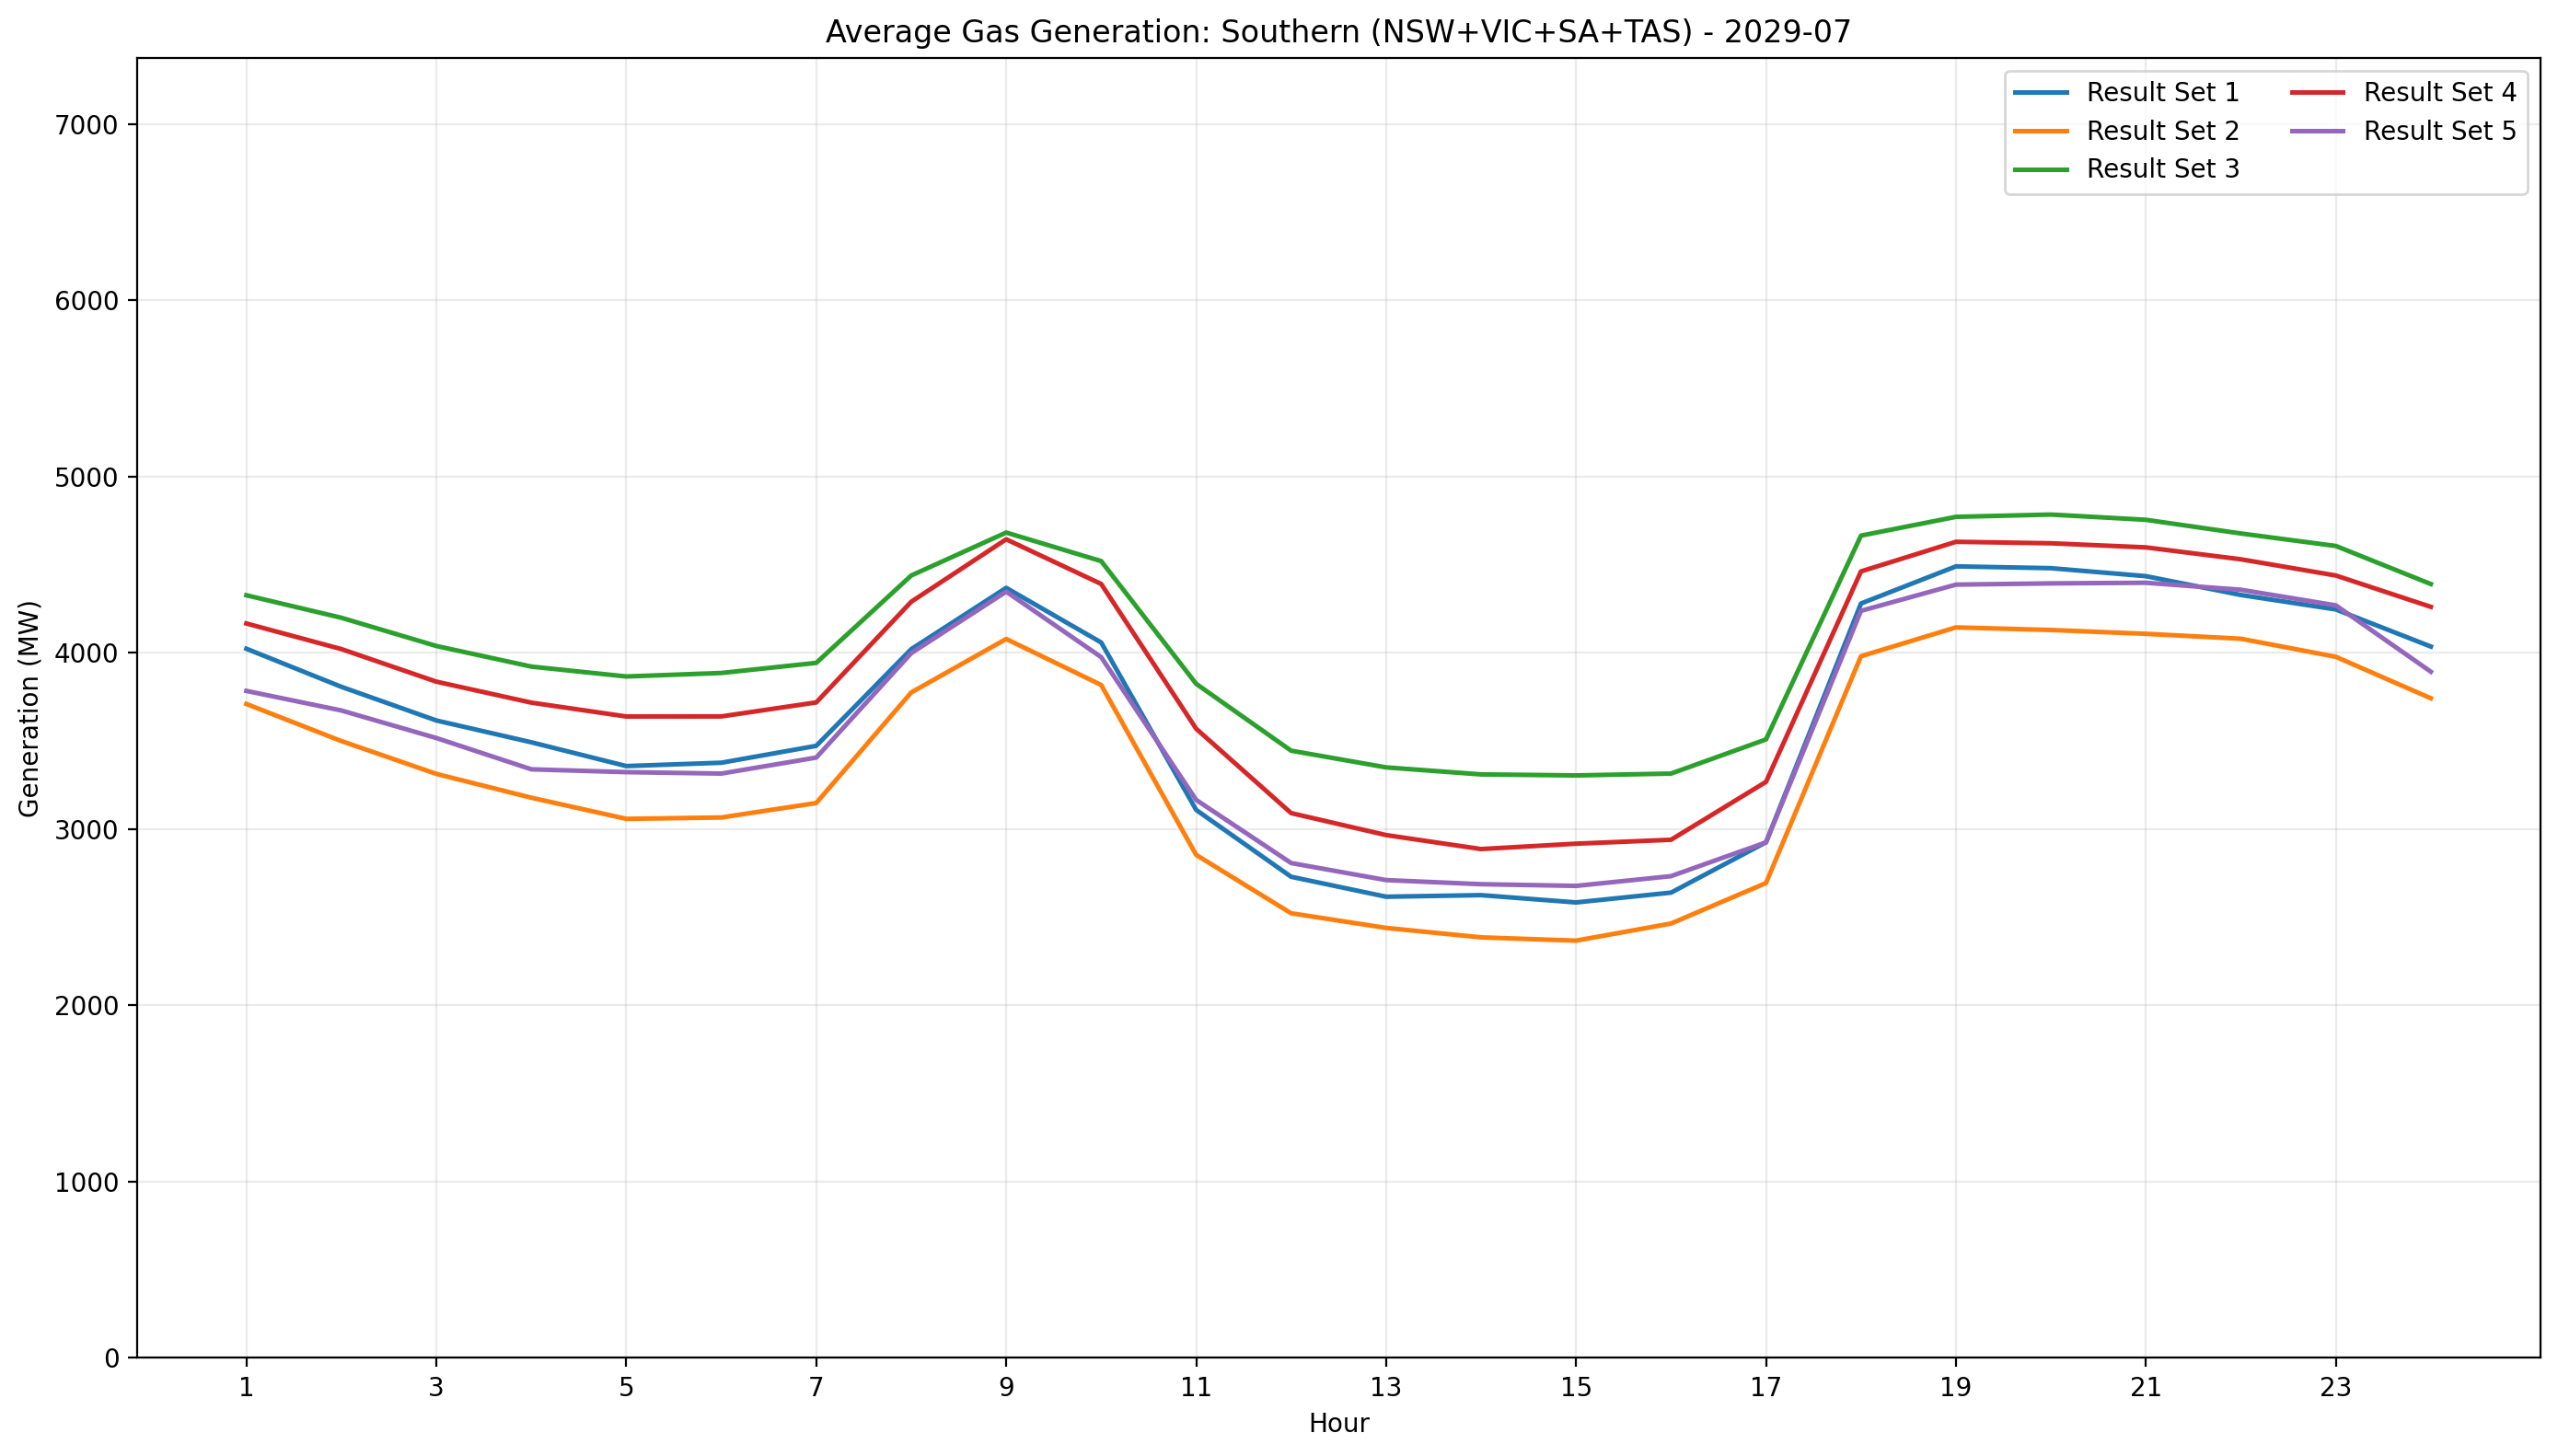 Average Gas Generation: Southern (NSW+VIC+SA+TAS) - 2029-07
Result Set 1
Result Set 2
Result Set 3
Result Set 4
Result Set 5
Generation (MW)
7000
6000
5000
4000
3000
2000
1000
0
1 3 5 7 9 11 13 15 17 19 21 23
Hour